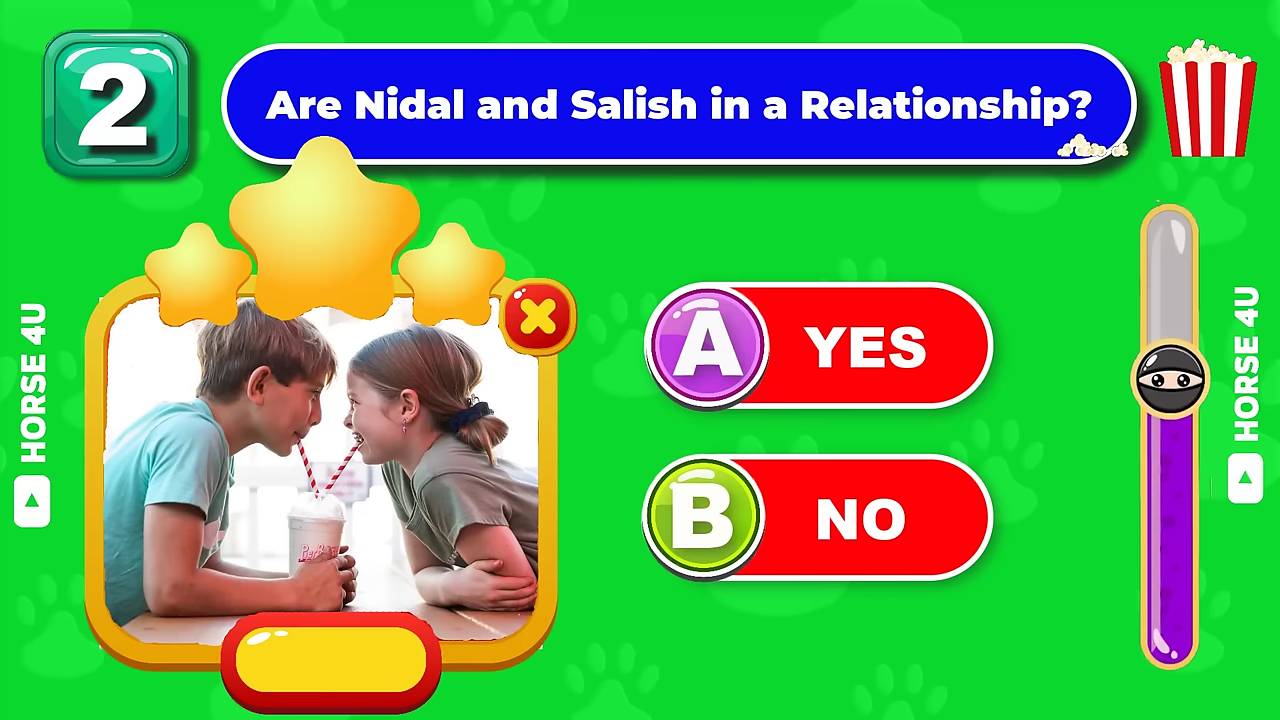 2
Are Nidal and Salish in a Relationship?
HORSE 4U
A YES
B NO
HORSE 4U